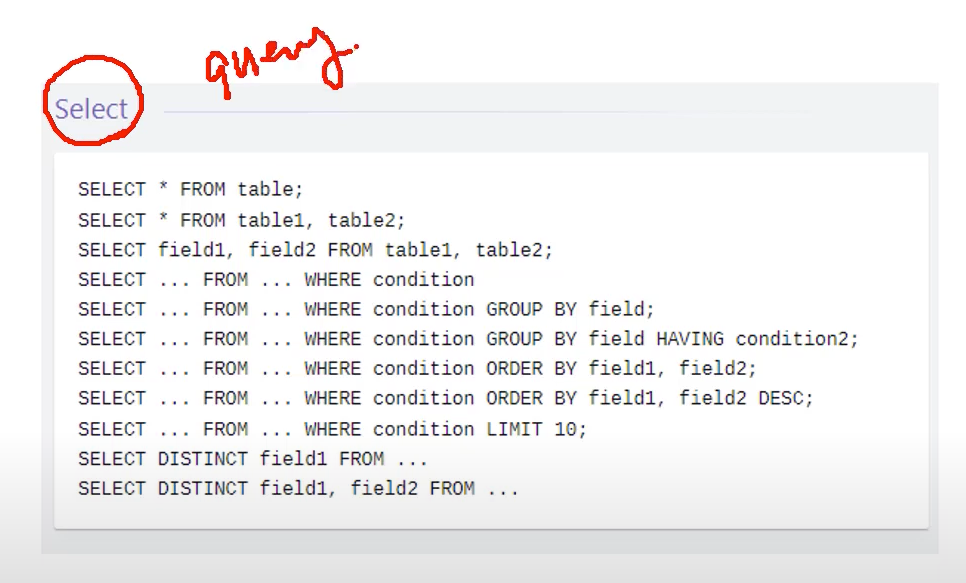 query.
Select
SELECT * FROM table;
SELECT * FROM table1, table2;
SELECT field1, field2 FROM table1, table2;
SELECT ... FROM ... WHERE condition
SELECT ... FROM ... WHERE condition GROUP BY field;
SELECT ... FROM ... WHERE condition GROUP BY field HAVING condition2;
SELECT ... FROM ... WHERE condition ORDER BY field1, field2;
SELECT ... FROM ... WHERE condition ORDER BY field1, field2 DESC;
SELECT ... FROM ... WHERE condition LIMIT 10;
SELECT DISTINCT field1 FROM ...
SELECT DISTINCT field1, field2 FROM ...